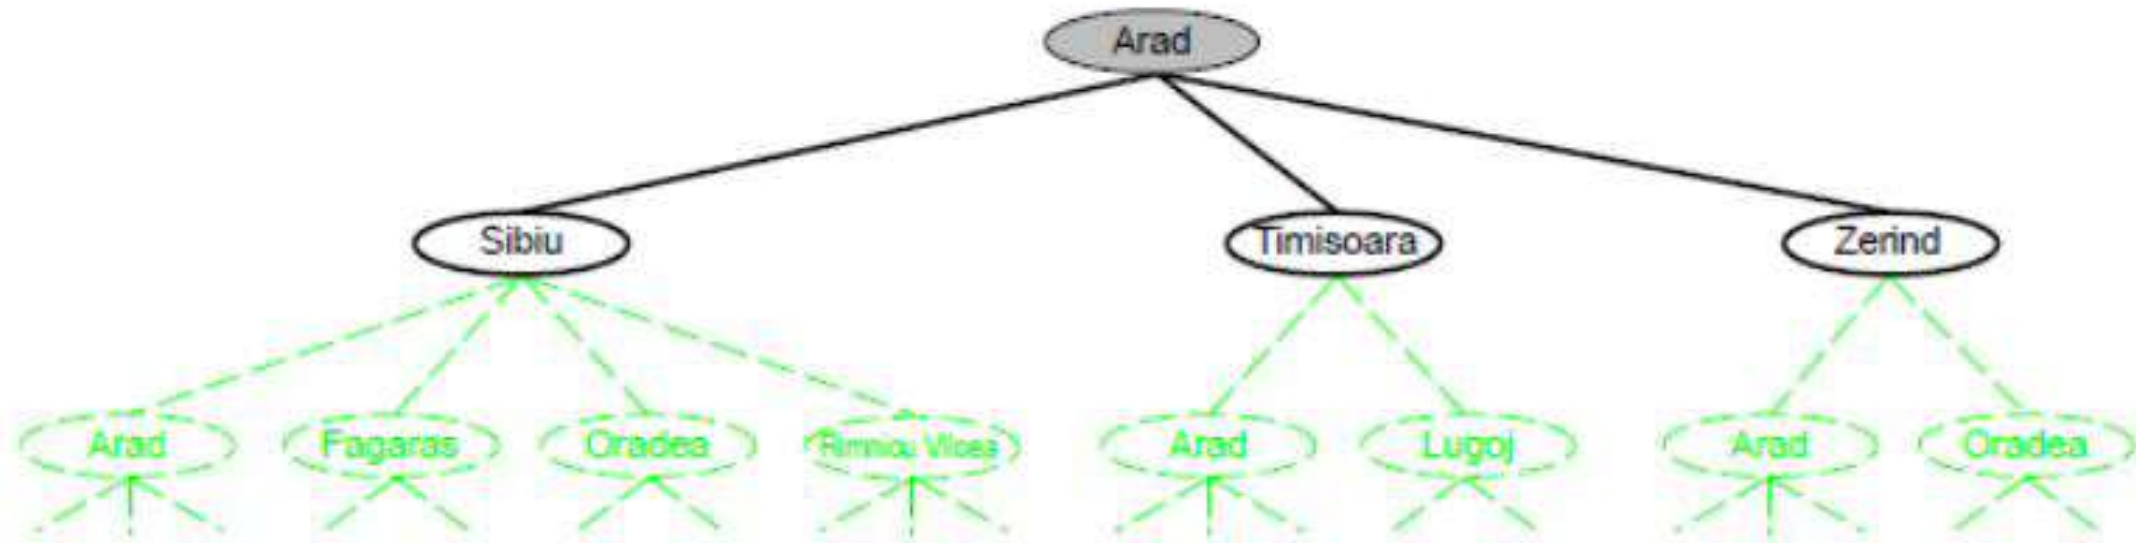 Arad
Sibiu
Timisoara
Zerind
Arad
Fagaras
Oradea
Rimnicu Vilcea
Arad
Lugoj
Arad
Oradea